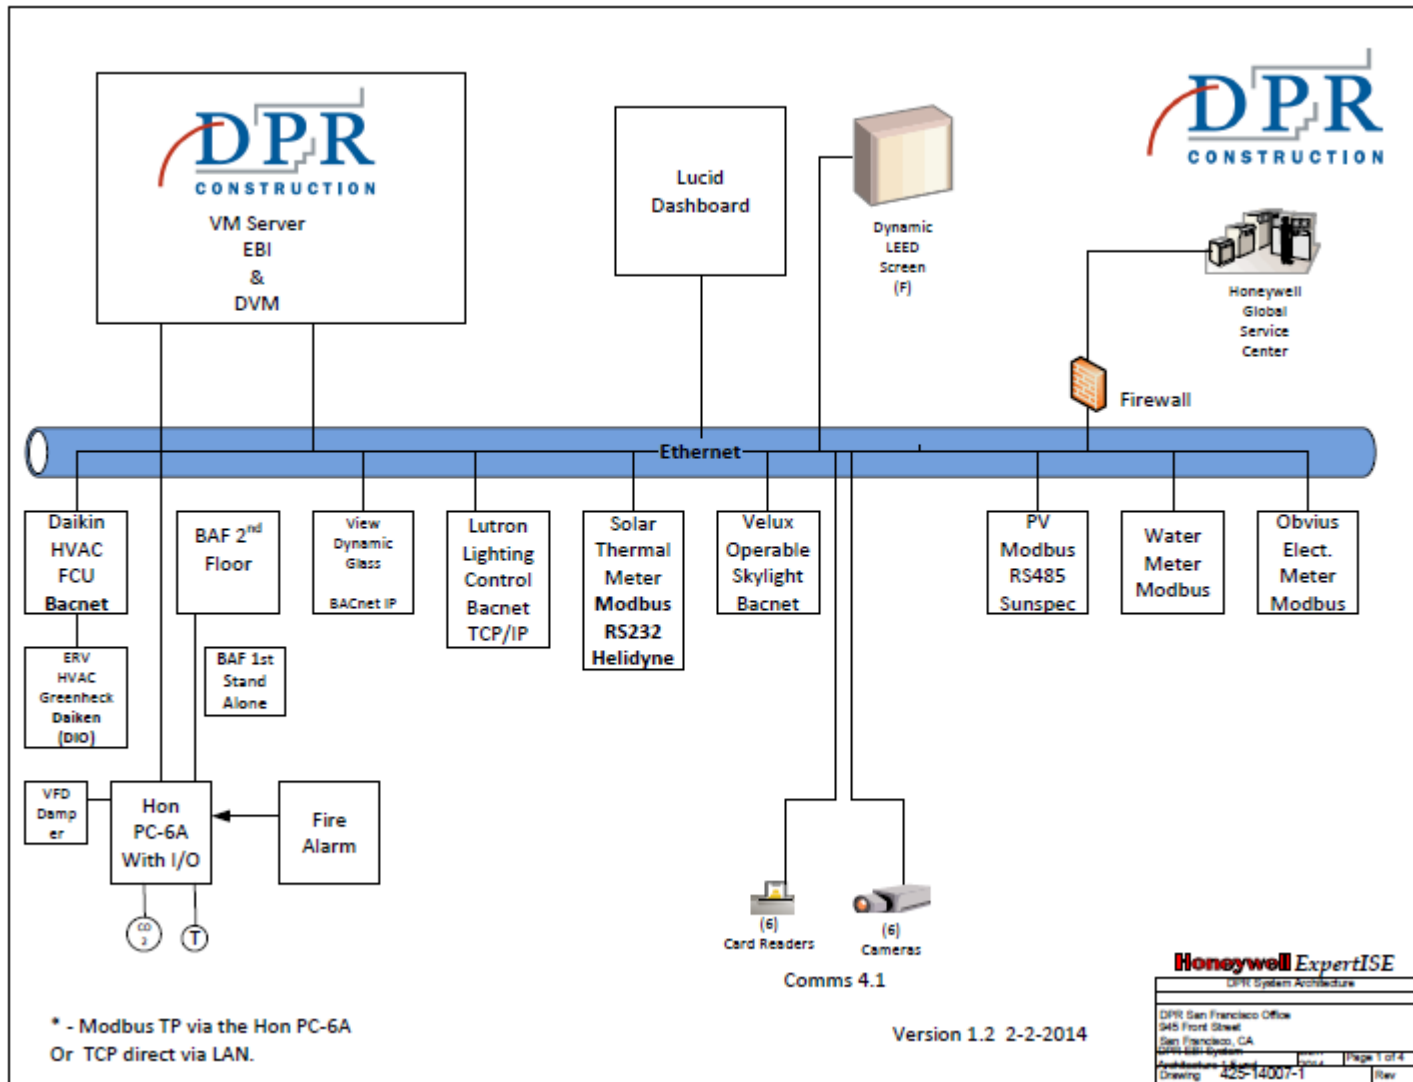 DPR
CONSTRUCTION
VM Server
EBI
&
DVM
Lucid
Dashboard
Dynamic
LEED
Screen
(F)
DPR
CONSTRUCTION
Honeywell
Global
Service
Center
Firewall
Ethernet
Daikin
HVAC
FCU
Bacnet
BAF 2nd
Floor
View
Dynamic
Glass
BACnet IP
Lutron
Lighting
Control
Bacnet
TCP/IP
Solar
Thermal
Meter
Modbus
RS232
Helidyne
Velux
Operable
Skylight
Bacnet
PV
Modbus
RS485
Sunspec
Water
Meter
Modbus
Obvius
Elect.
Meter
Modbus
ERV
HVAC
Greenheck
Daiken
(DIO)
BAF 1st
Stand
Alone
VFD
Damp
er
Hon
PC-6A
With I/O
Fire
Alarm
CO
2
T
(6)
Card Readers
(6)
Cameras
Comms 4.1
* - Modbus TP via the Hon PC-6A
Or TCP direct via LAN.
Version 1.2 2-2-2014
Honeywell ExpertISE
DPR System Architecture
DPR San Francisco Office
945 Front Street
San Francisco, CA
DPR EBI System
Page 1 of 4
Drawing 425-14007-1
Rev